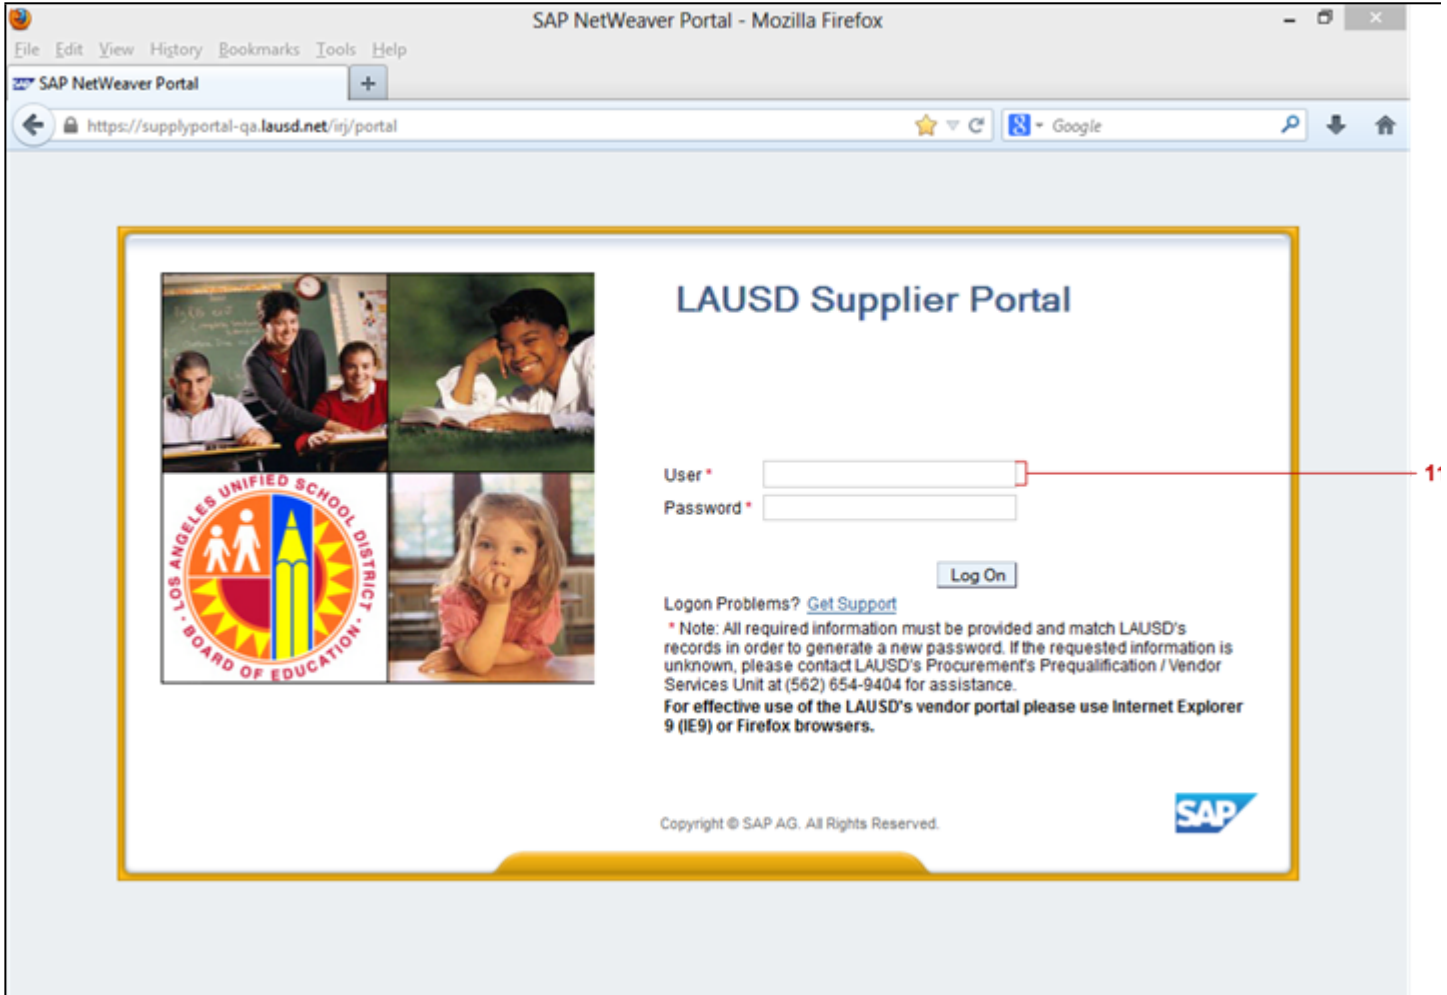 SAP NetWeaver Portal - Mozilla Firefox
File Edit View History Bookmarks Tools Help
SAP SAP NetWeaver Portal +
https://supplyportal-qa.lausd.net/irj/portal
8 Google
LAUSD Supplier Portal
User *
11
Password *
LOS ANGELES UNIFIED SCHOOL DISTRICT · BOARD OF EDUCATION ·
Log On
Logon Problems? Get Support
* Note: All required information must be provided and match LAUSD's
records in order to generate a new password. If the requested information is
unknown, please contact LAUSD's Procurement's Prequalification / Vendor
Services Unit at (562) 654-9404 for assistance.
For effective use of the LAUSD's vendor portal please use Internet Explorer
9 (IE9) or Firefox browsers.
SAP
Copyright © SAP AG. All Rights Reserved.